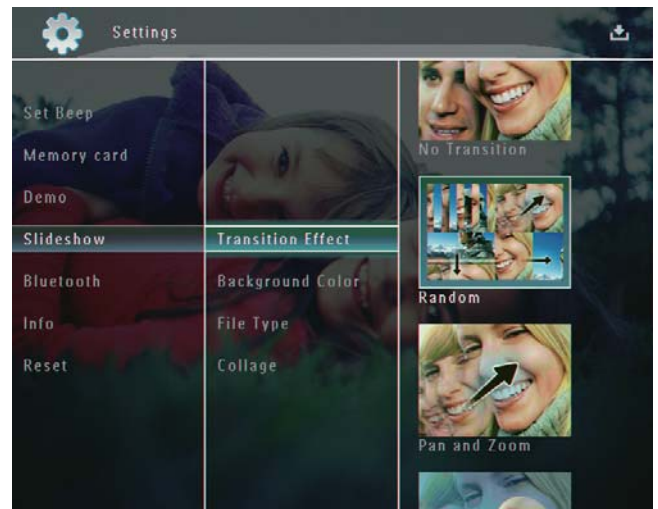 Settings
Set Beep
Memory card
Demo
Slideshow
Bluetooth
Info
Reset
Transition Effect
Background Color
File Type
Collage
No Transition
Random
Pan and Zoom